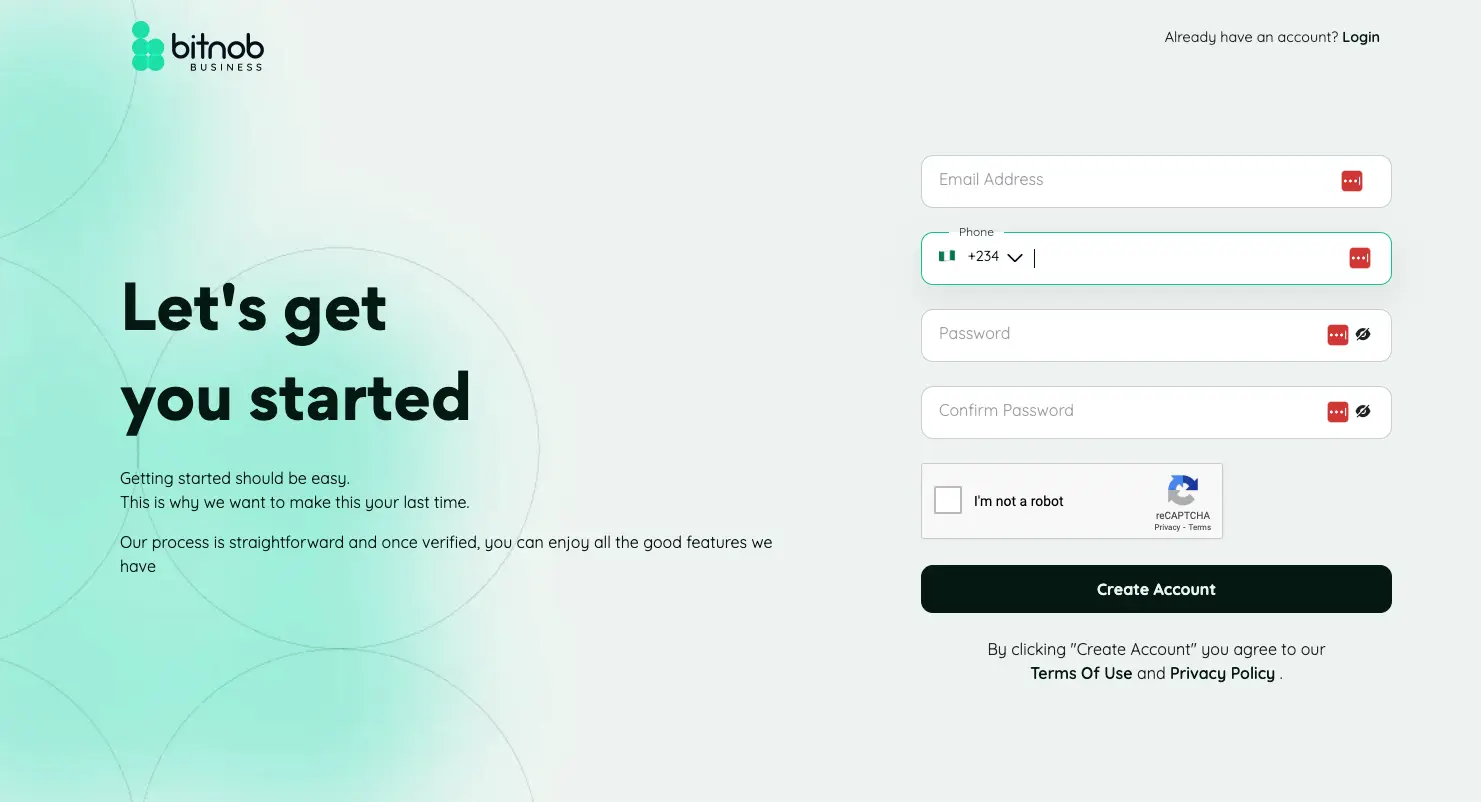 bitnob
BUSINESS
Already have an account? Login
Let's get
you started
Getting started should be easy.
This is why we want to make this your last time.
Our process is straightforward and once verified, you can enjoy all the good features we
have
Email Address
Phone
+234
Password
Confirm Password
I'm not a robot
reCAPTCHA
Privacy - Terms
Create Account
By clicking "Create Account" you agree to our
Terms Of Use and Privacy Policy .